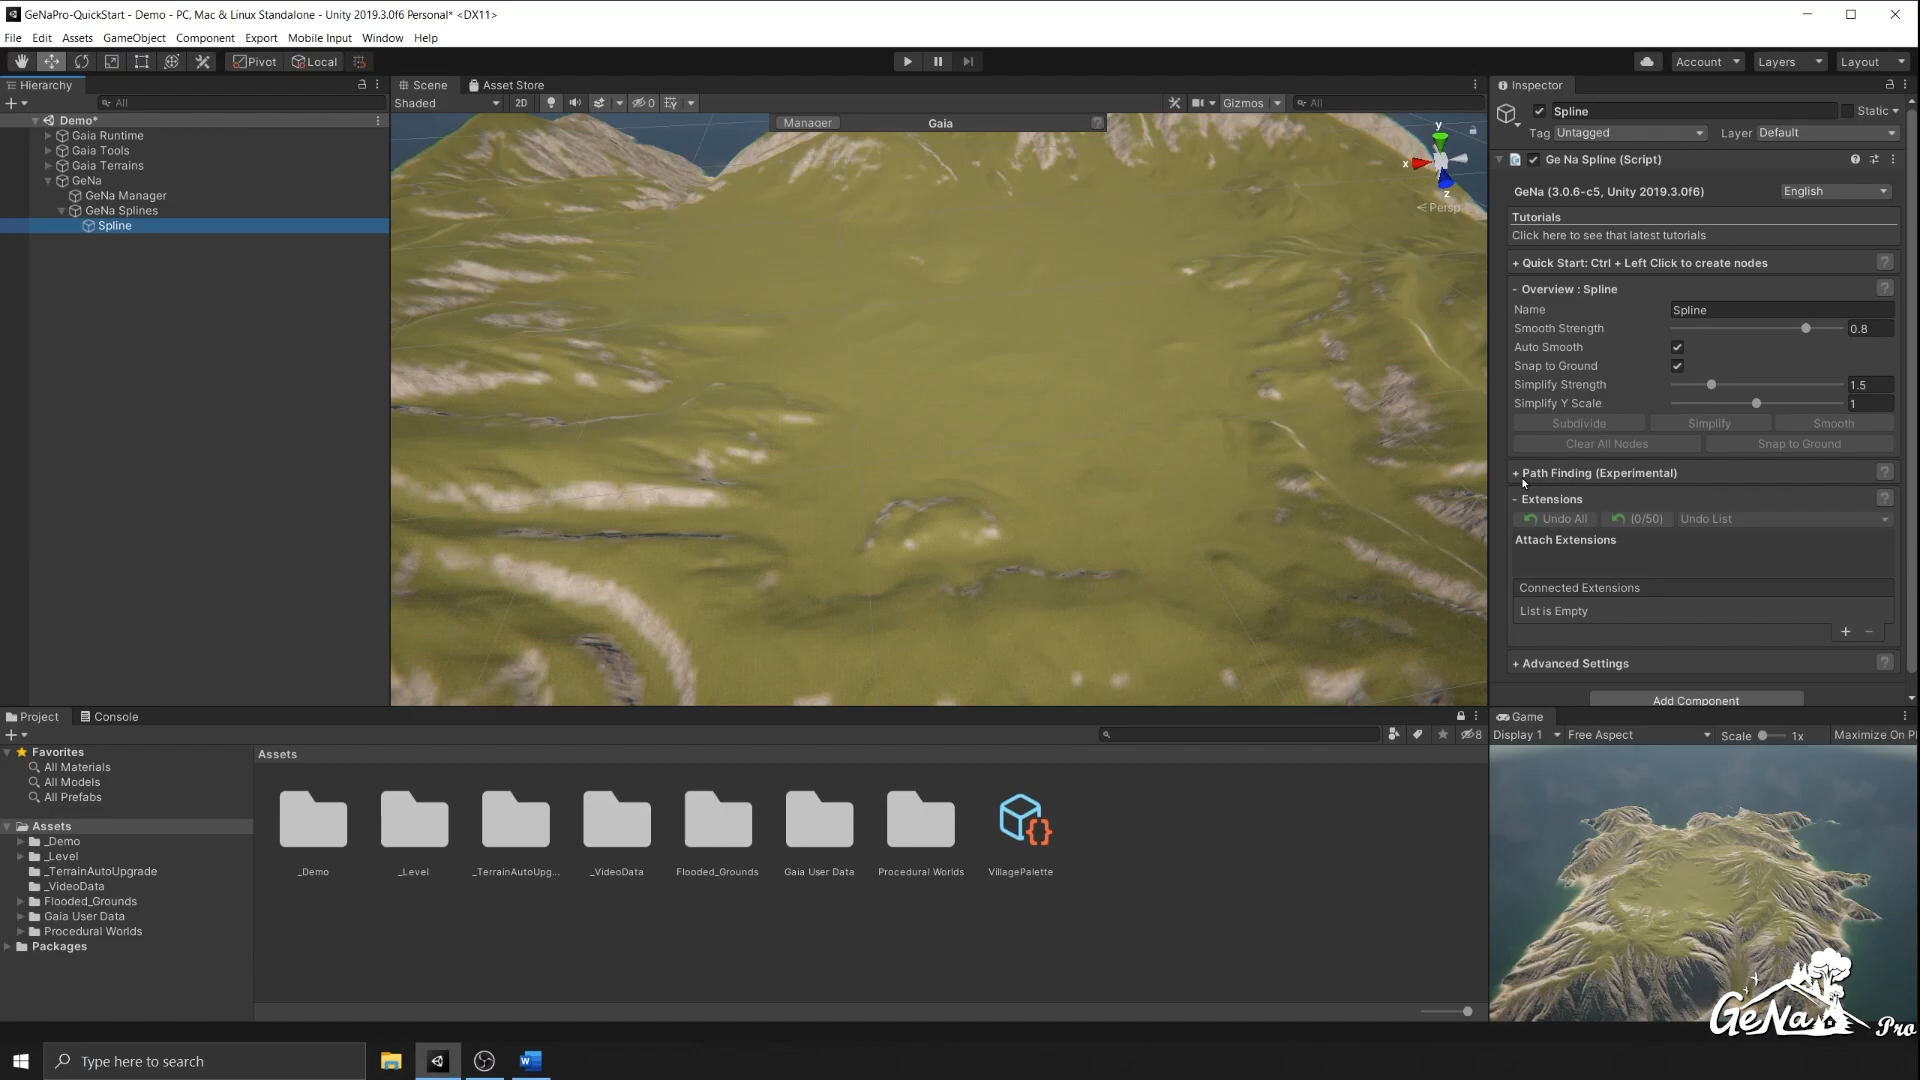 GeNaPro-QuickStart - Demo - PC, Mac & Linux Standalone - Unity 2019.3.0f6 Personal* <DX11>
File Edit Assets GameObject Component Export Mobile Input Window Help
Pivot Local Account Layers Layout
Hierarchy
All
Demo*
Gaia Runtime
Gaia Tools
Gaia Terrains
GeNa
GeNa Manager
GeNa Splines
Spline
Scene Asset Store
Shaded 2D 0 Gizmos All
Manager Gaia
y
x
z
Persp
Inspector
Spline Static
Tag Untagged Layer Default
Ge Na Spline (Script)
GeNa (3.0.6-c5, Unity 2019.3.0f6) English
Tutorials
Click here to see that latest tutorials
+ Quick Start: Ctrl + Left Click to create nodes ?
- Overview : Spline ?
Name Spline
Smooth Strength 0.8
Auto Smooth
Snap to Ground
Simplify Strength 1.5
Simplify Y Scale 1
Subdivide Simplify Smooth
Clear All Nodes Snap to Ground
+ Path Finding (Experimental) ?
- Extensions ?
Undo All (0/50) Undo List
Attach Extensions
Connected Extensions
List is Empty
+ −
+ Advanced Settings ?
Add Component
Project Console
8
Favorites
All Materials
All Models
All Prefabs
Assets
_Demo
_Level
_TerrainAutoUpgrade
_VideoData
Flooded_Grounds
Gaia User Data
Procedural Worlds
Packages
Assets
_Demo _Level _TerrainAutoUpg... _VideoData Flooded_Grounds Gaia User Data Procedural Worlds VillagePalette
Game
Display 1 Free Aspect Scale 1x Maximize On Pl
GeNa Pro
Type here to search